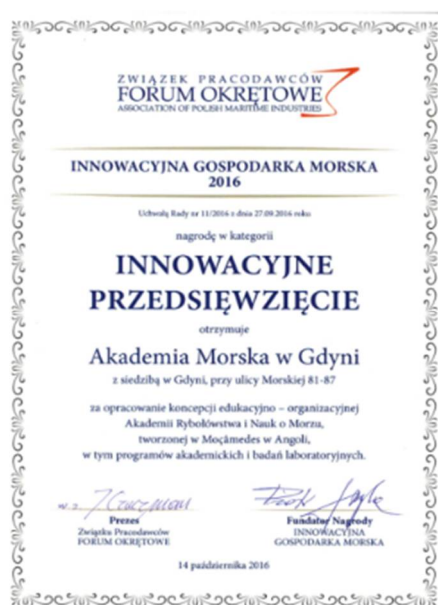 ZWIĄZEK PRACODAWCÓW
FORUM OKRĘTOWE
ASSOCIATION OF POLISH MARITIME INDUSTRIES
INNOWACYJNA GOSPODARKA MORSKA
2016
Uchwałą Rady nr 11/2016 z dnia 27.09.2016 roku
nagrodę w kategorii
INNOWACYJNE
PRZEDSIĘWZIĘCIE
otrzymuje
Akademia Morska w Gdyni
z siedzibą w Gdyni, przy ulicy Morskiej 81-87
za opracowanie koncepcji edukacyjno – organizacyjnej
Akademii Rybołówstwa i Nauk o Morzu,
tworzonej w Moçâmedes w Angoli,
w tym programów akademickich i badań laboratoryjnych.
Prezes
Związku Pracodawców
FORUM OKRĘTOWE
Fundator Nagrody
INNOWACYJNA
GOSPODARKA MORSKA
14 października 2016